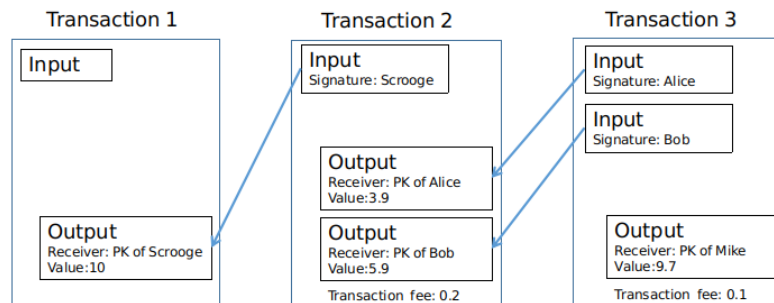 Transaction 1
Input
Output
Receiver: PK of Scrooge
Value:10
Transaction 2
Input
Signature: Scrooge
Output
Receiver: PK of Alice
Value:3.9
Output
Receiver: PK of Bob
Value:5.9
Transaction fee: 0.2
Transaction 3
Input
Signature: Alice
Input
Signature: Bob
Output
Receiver: PK of Mike
Value:9.7
Transaction fee: 0.1